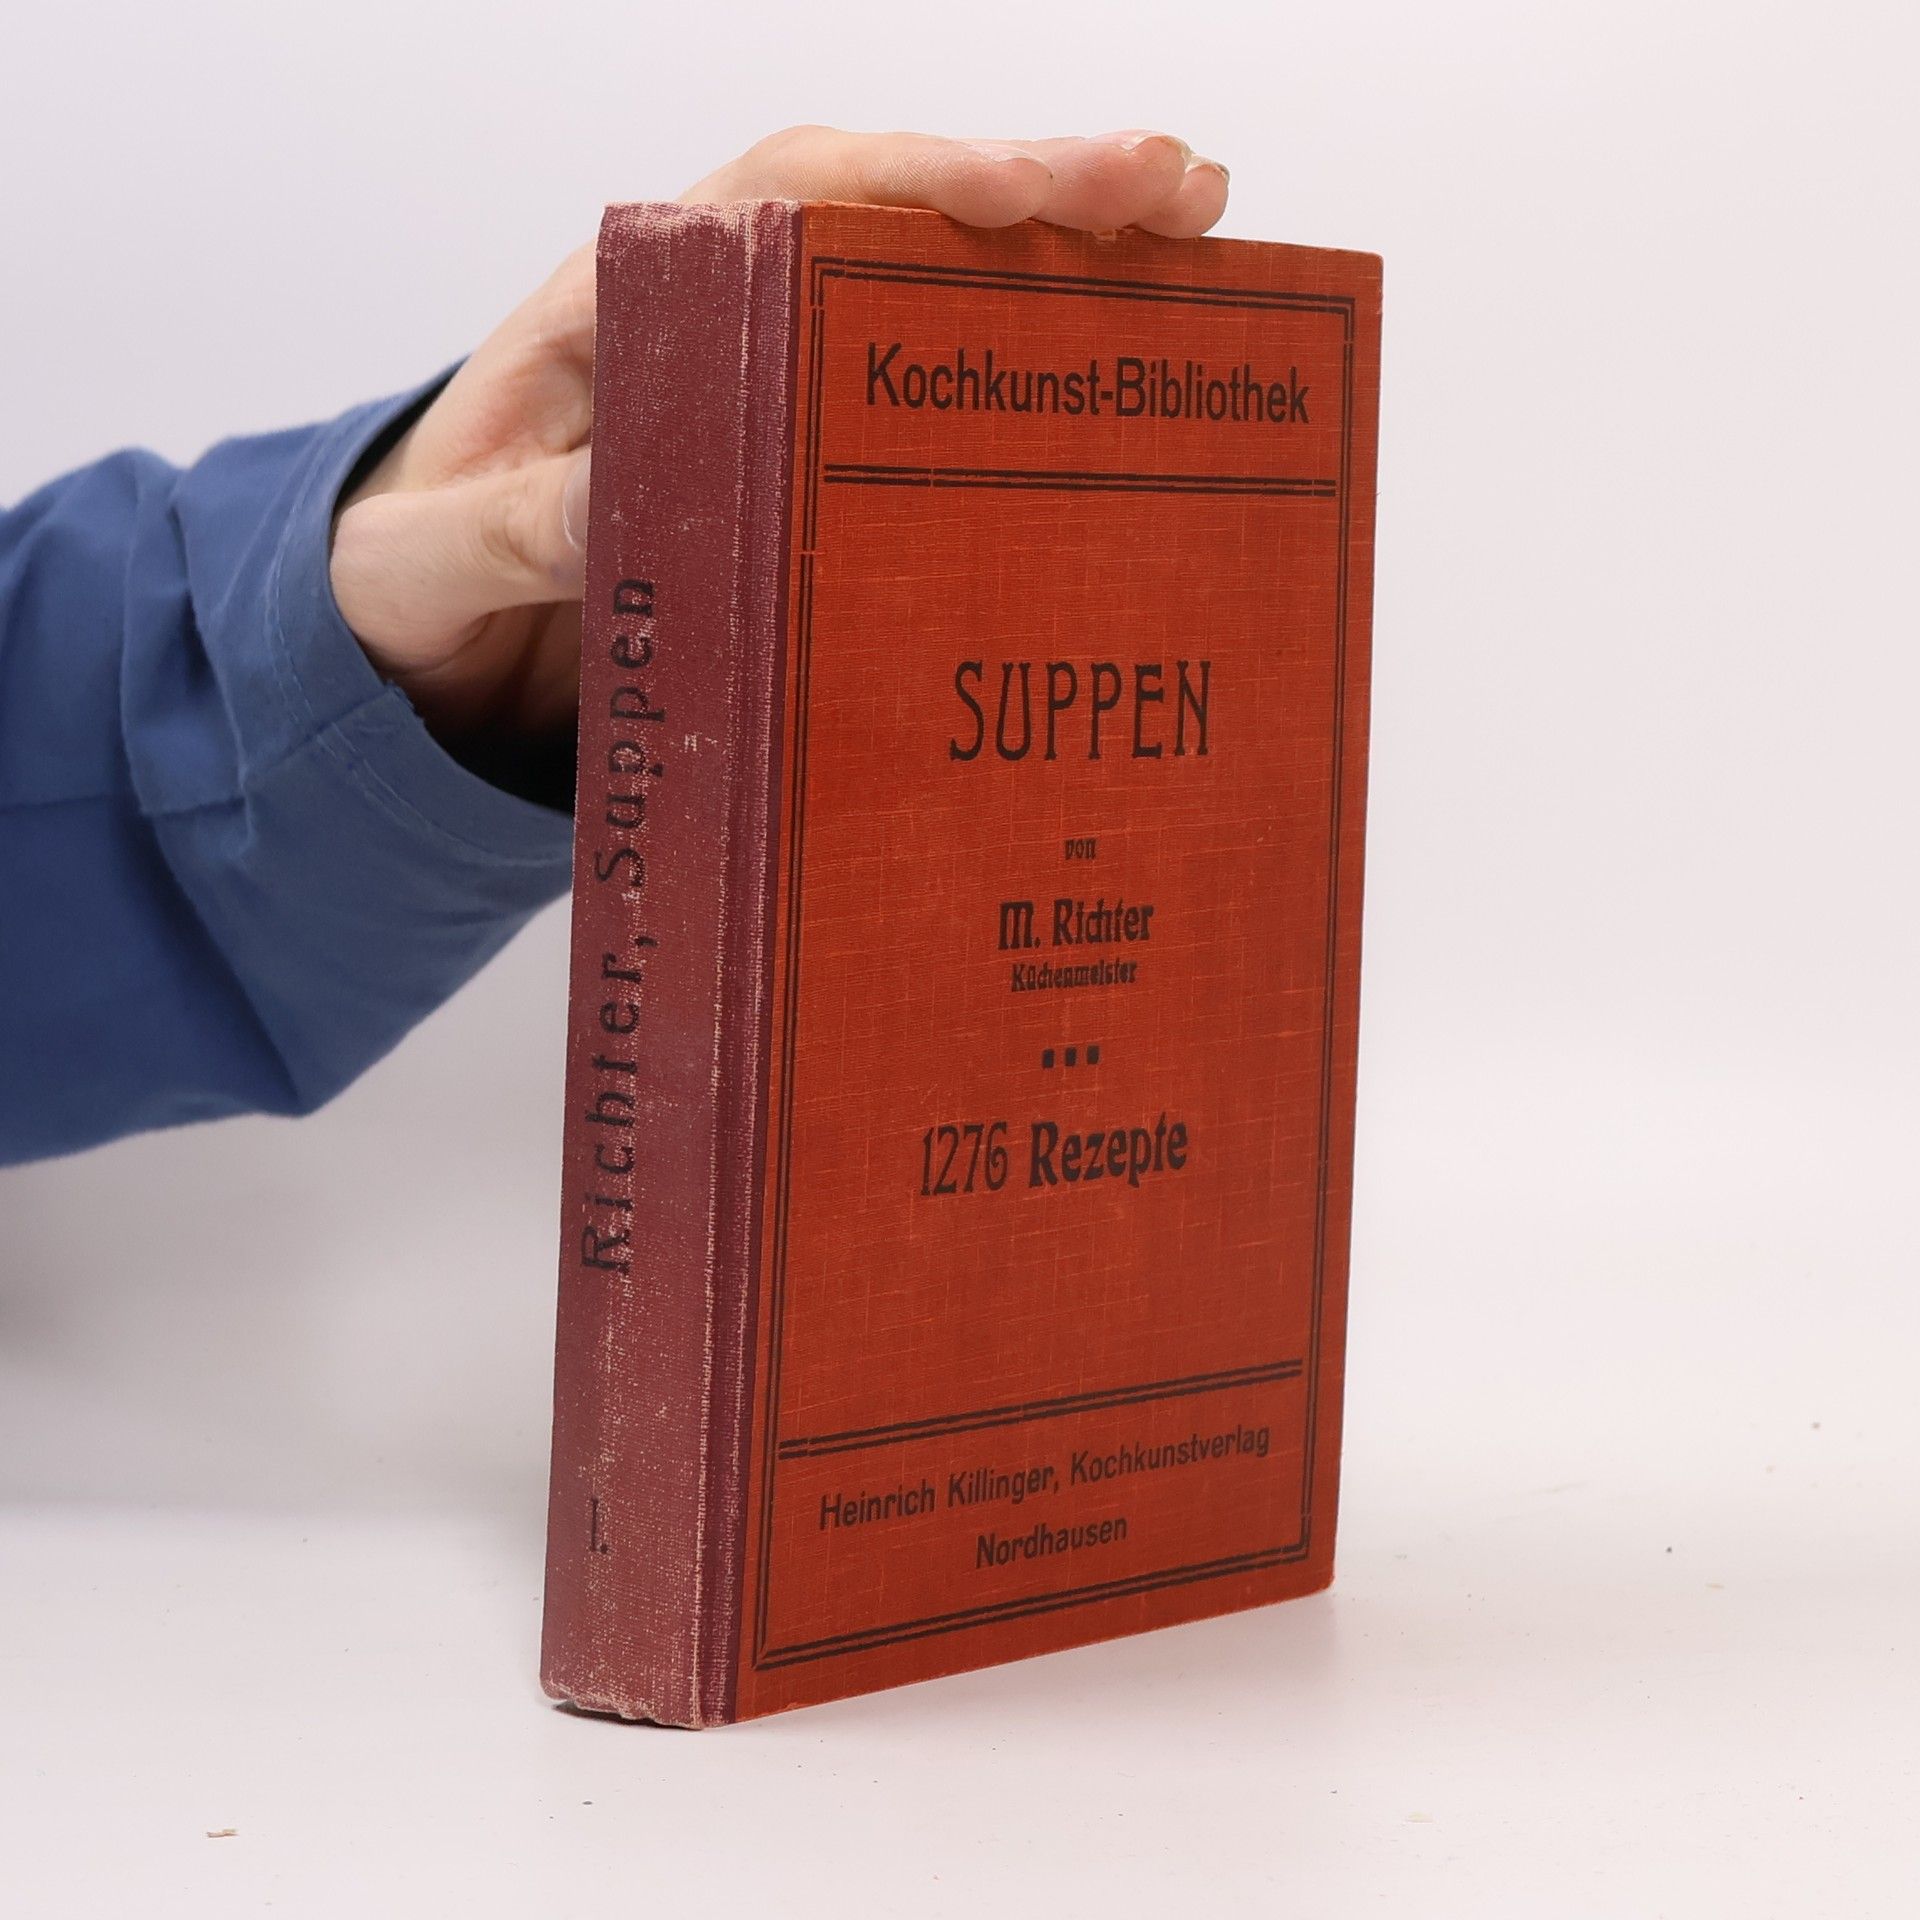 Kochkunst-Bibliothek
SUPPEN
von
M. Richter
Küchenmeister
1276 Rezepte
Heinrich Killinger, Kochkunstverlag
Nordhausen
Richter, Suppen
I.